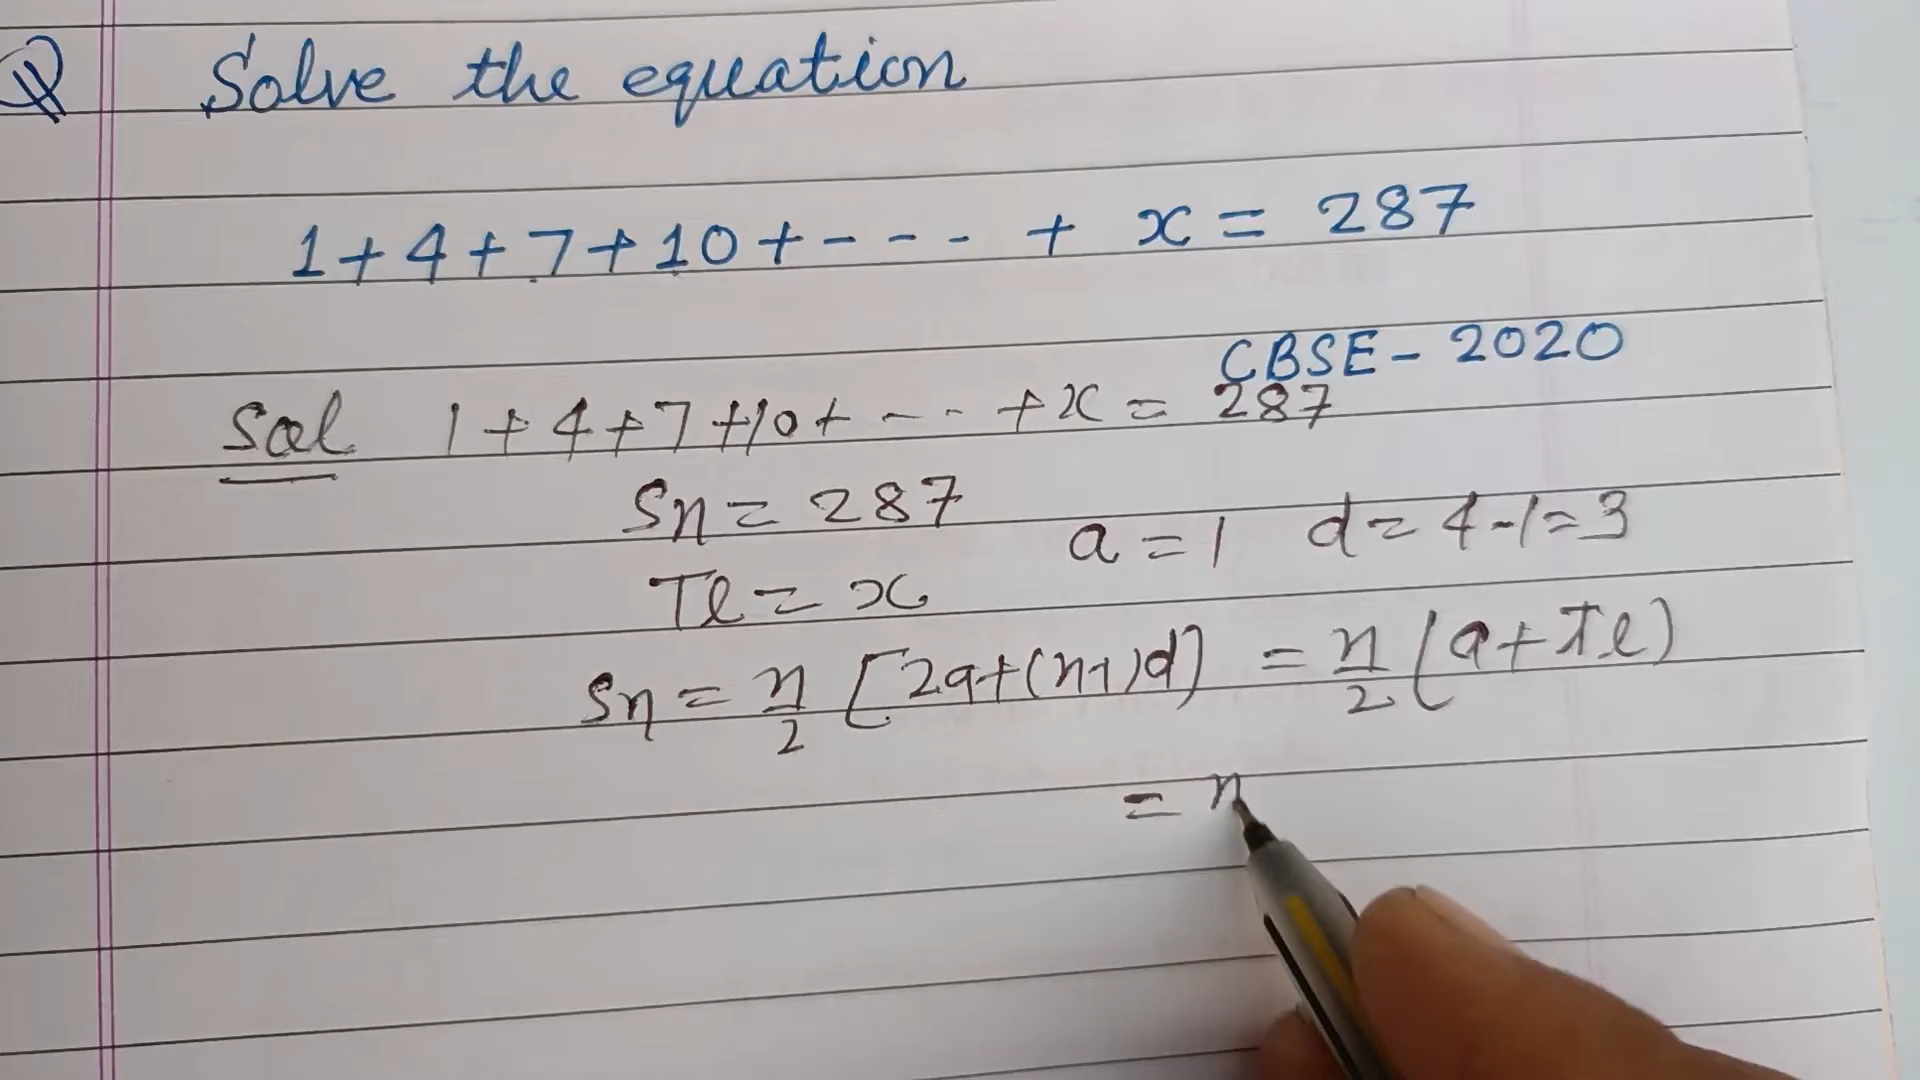 Q Solve the equation
1+4+7+10+---- + x = 287
CBSE - 2020
Sol 1+4+7+10+ --- +x = 287
Sn = 287
a = 1 d = 4-1=3
Tl = x
Sn = n/2 [2a+(n-1)d] = n/2 (a+Tl)
= n